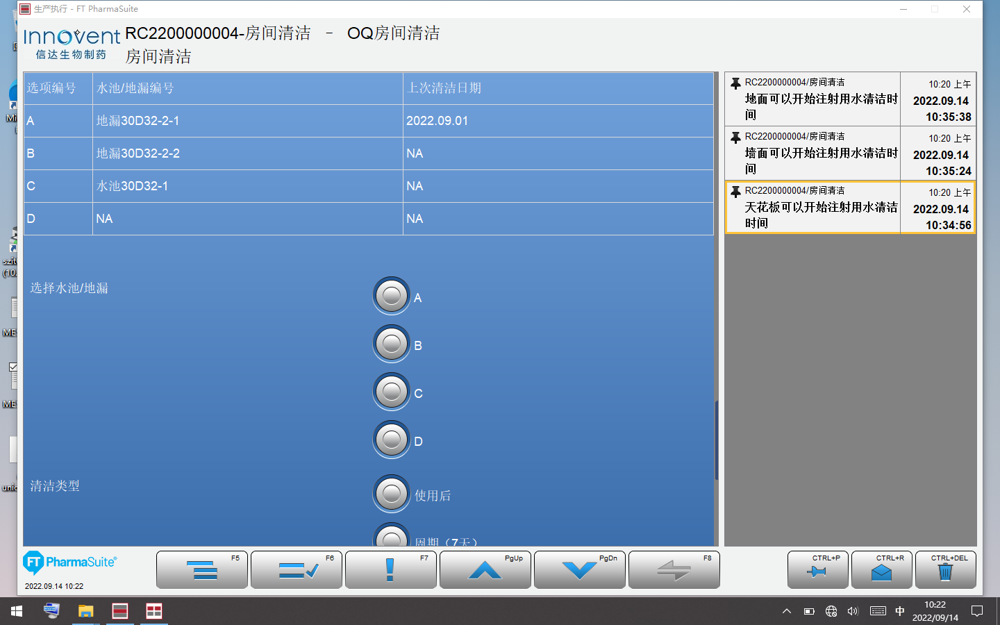 生产执行 - FT PharmaSuite
Innovent
信达生物制药
RC2200000004-房间清洁 - OQ房间清洁
房间清洁
选项编号 水池/地漏编号 上次清洁日期
A 地漏30D32-2-1 2022.09.01
B 地漏30D32-2-2 NA
C 水池30D32-1 NA
D NA NA
选择水池/地漏
A
B
C
D
清洁类型
使用后
周期（7天）
RC2200000004/房间清洁 10:20 上午
地面可以开始注射用水清洁时间 2022.09.14 10:35:38
RC2200000004/房间清洁 10:20 上午
墙面可以开始注射用水清洁时间 2022.09.14 10:35:24
RC2200000004/房间清洁 10:20 上午
天花板可以开始注射用水清洁时间 2022.09.14 10:34:56
FT PharmaSuite®
2022.09.14 10:22
F5 F6 F7 PgUp PgDn F8 CTRL+P CTRL+R CTRL+DEL
szit
(10.
ME
ME
unic
中
10:22
2022/09/14